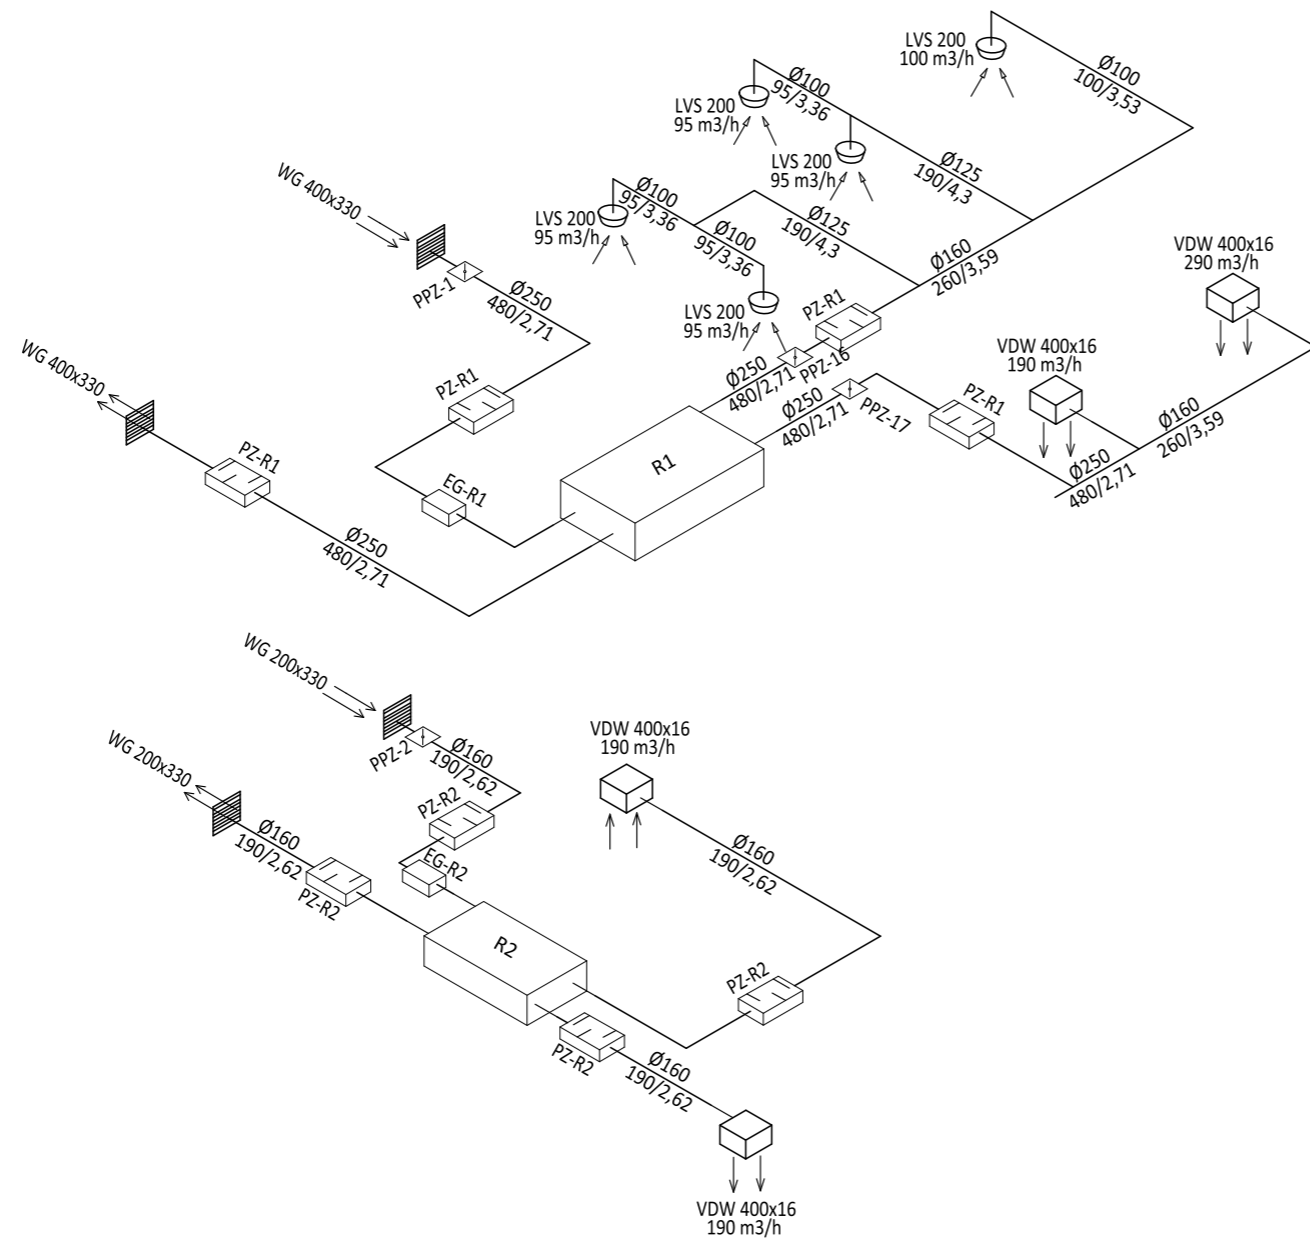 LVS 200
100 m3/h
Ø100
100/3,53
Ø100
95/3,36
LVS 200
95 m3/h
LVS 200
95 m3/h
Ø125
190/4,3
WG 400x330
PPZ-1
Ø250
480/2,71
Ø100
95/3,36
LVS 200
95 m3/h
Ø100
95/3,36
Ø125
190/4,3
LVS 200
95 m3/h
Ø160
260/3,59
PZ-R1
PPZ-16
Ø250
480/2,71
VDW 400x16
290 m3/h
VDW 400x16
190 m3/h
WG 400x330
PZ-R1
PZ-R1
Ø250
480/2,71
PPZ-17
PZ-R1
Ø160
260/3,59
Ø250
480/2,71
R1
EG-R1
Ø250
480/2,71
WG 200x330
PPZ-2
Ø160
190/2,62
VDW 400x16
190 m3/h
WG 200x330
Ø160
190/2,62
PZ-R2
PZ-R2
EG-R2
Ø160
190/2,62
R2
PZ-R2
PZ-R2
Ø160
190/2,62
VDW 400x16
190 m3/h